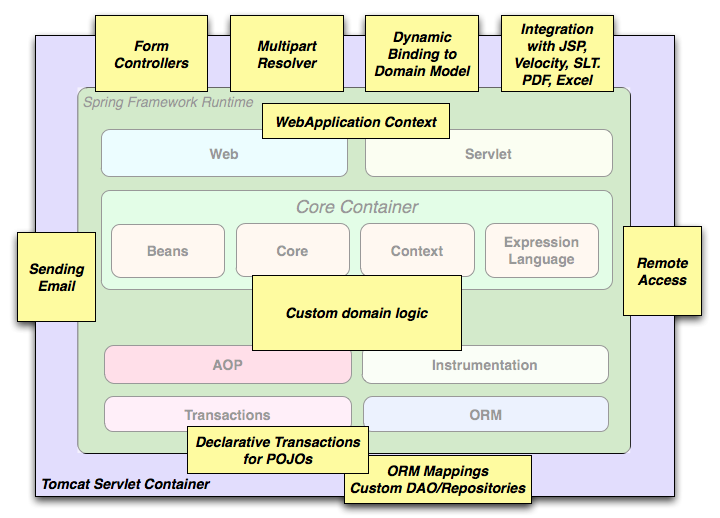 Form
Controllers
Multipart
Resolver
Dynamic
Binding to
Domain Model
Integration
with JSP,
Velocity, SLT.
PDF, Excel
Spring Framework Runtime
WebApplication Context
Web
Servlet
Core Container
Beans
Core
Context
Expression
Language
Sending
Email
Remote
Access
Custom domain logic
AOP
Instrumentation
Transactions
ORM
Declarative Transactions
for POJOs
ORM Mappings
Custom DAO/Repositories
Tomcat Servlet Container